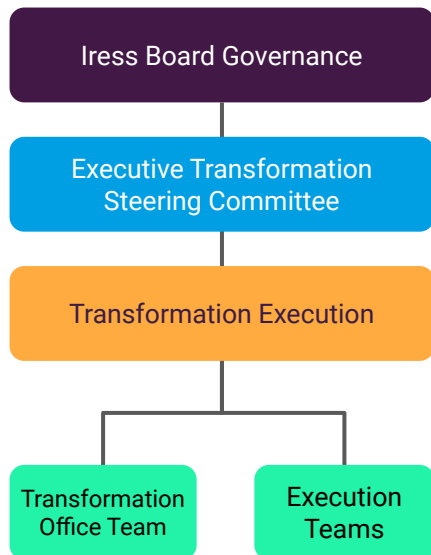 Iress Board Governance
Executive Transformation
Steering Committee
Transformation Execution
Transformation
Office Team
Execution
Teams